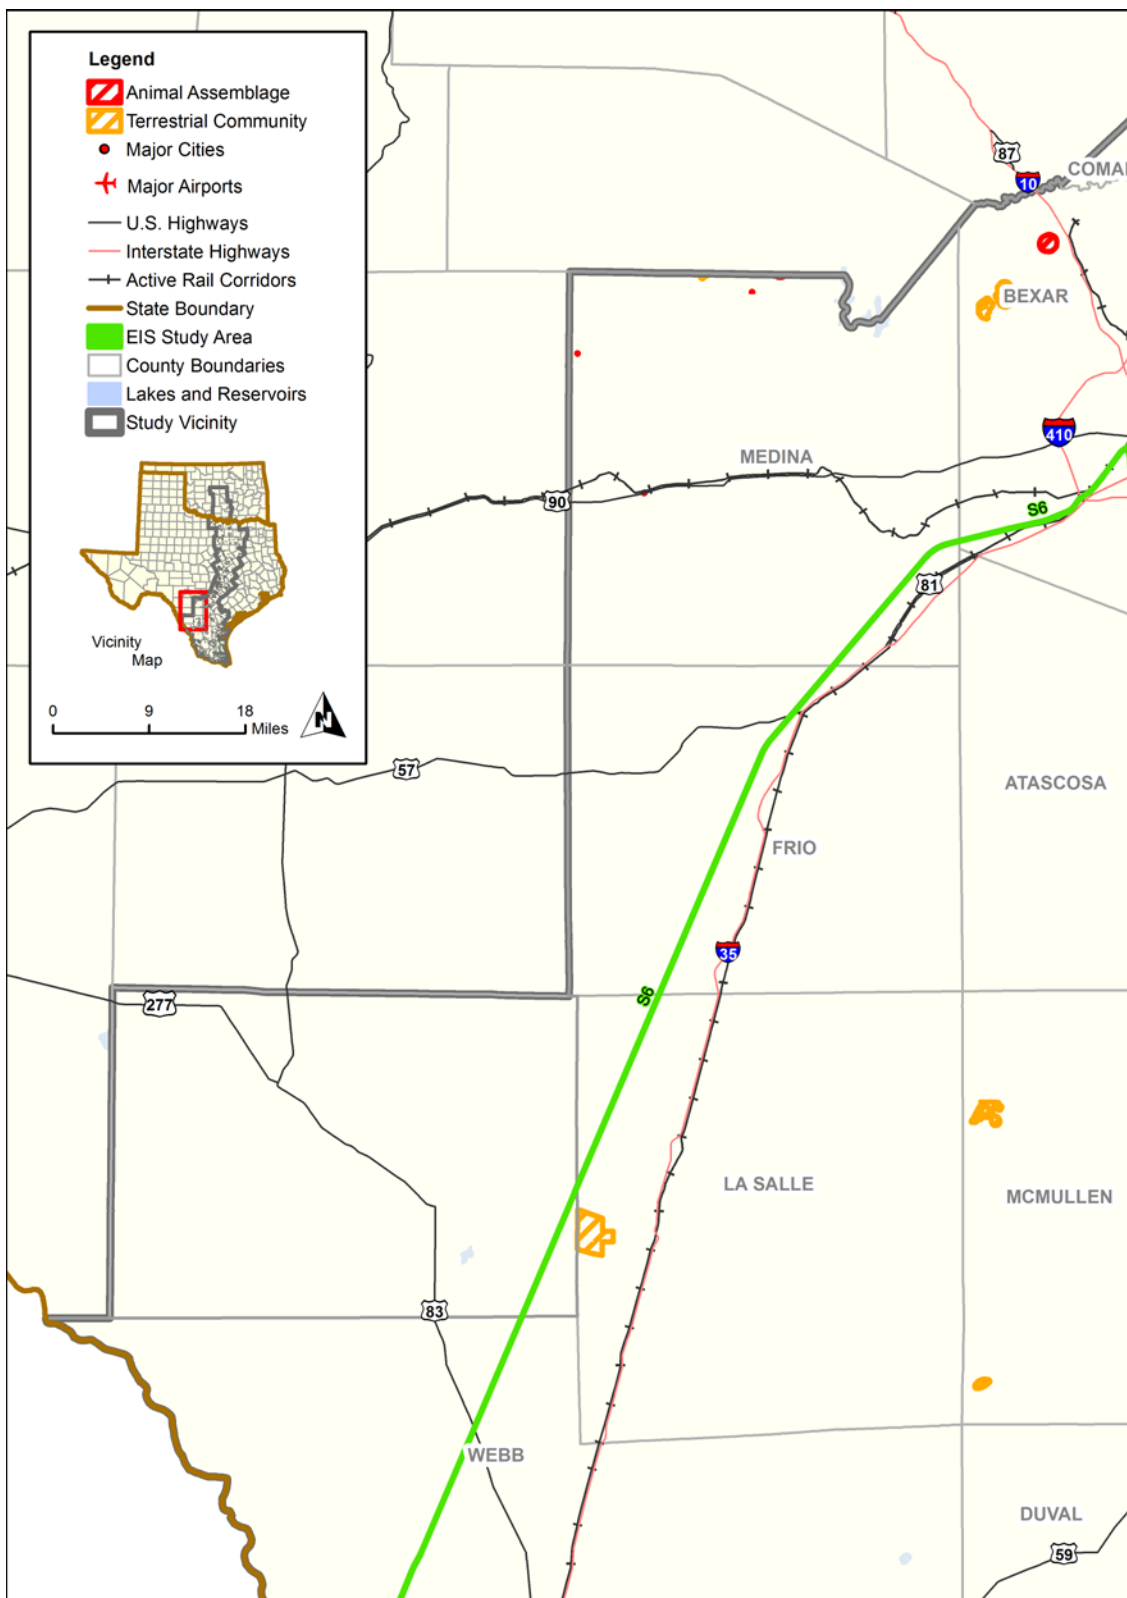 Legend
Animal Assemblage
Terrestrial Community
Major Cities
Major Airports
U.S. Highways
Interstate Highways
Active Rail Corridors
State Boundary
EIS Study Area
County Boundaries
Lakes and Reservoirs
Study Vicinity
Vicinity
Map
0 9 18
Miles
N
87
10
COMAL
BEXAR
410
MEDINA
90
S6
81
57
ATASCOSA
FRIO
35
S6
277
LA SALLE
MCMULLEN
83
WEBB
DUVAL
59